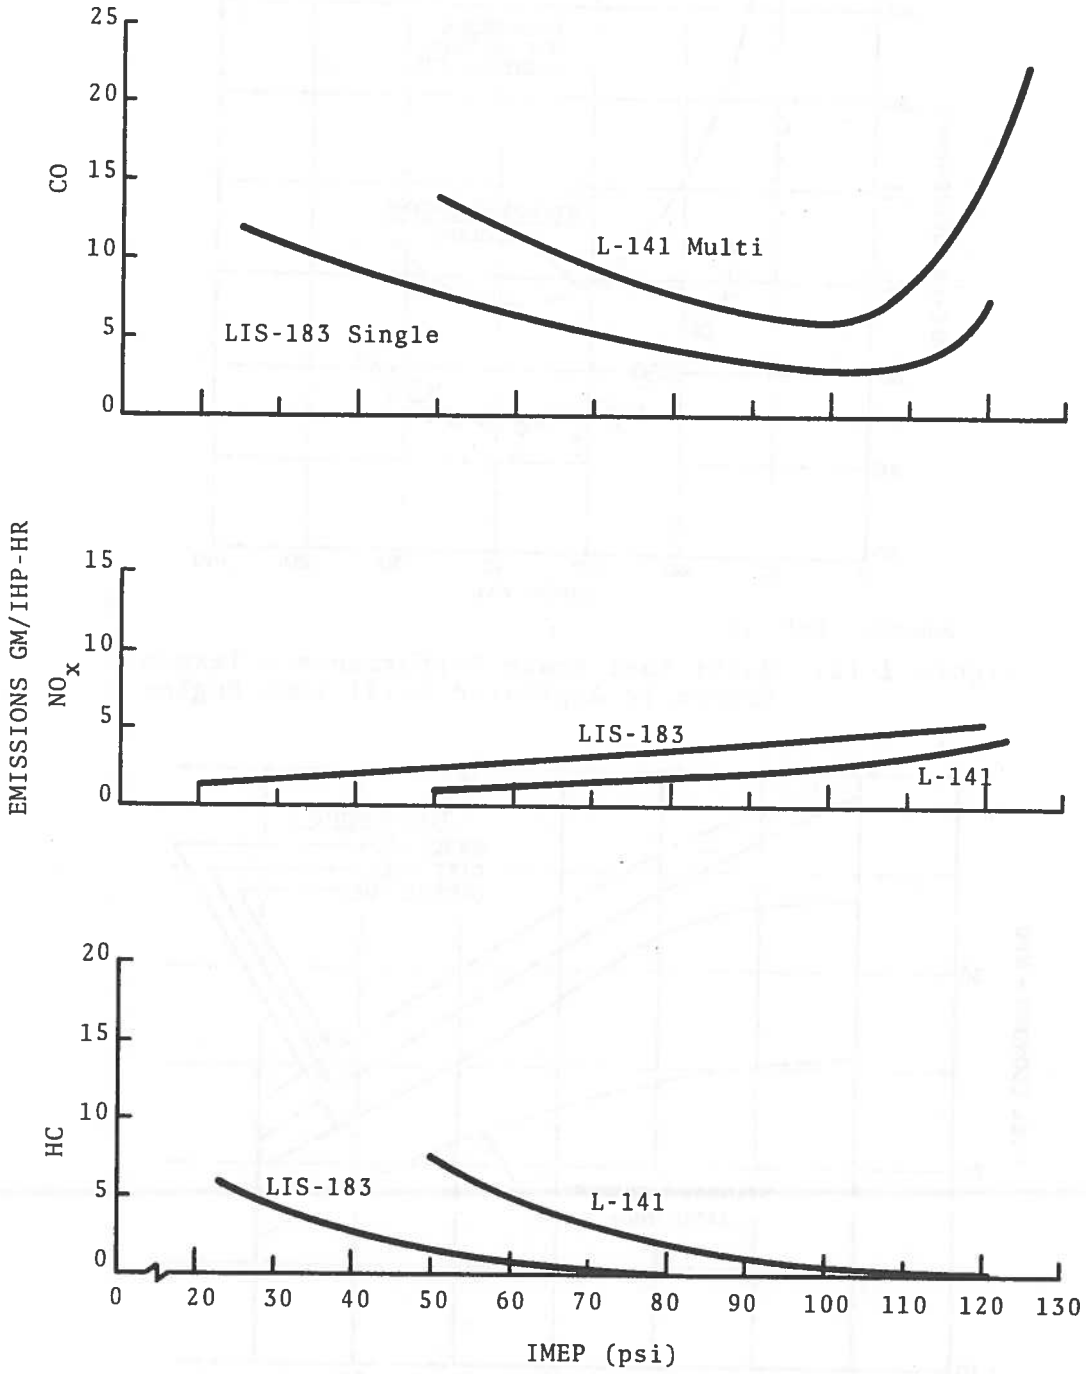 25
20
15
10
5
0
CO
L-141 Multi
LIS-183 Single
EMISSIONS GM/IHP-HR
15
10
5
0
NOx
LIS-183
L-141
20
15
10
5
0
HC
LIS-183
L-141
0 20 30 40 50 60 70 80 90 100 110 120 130
IMEP (psi)